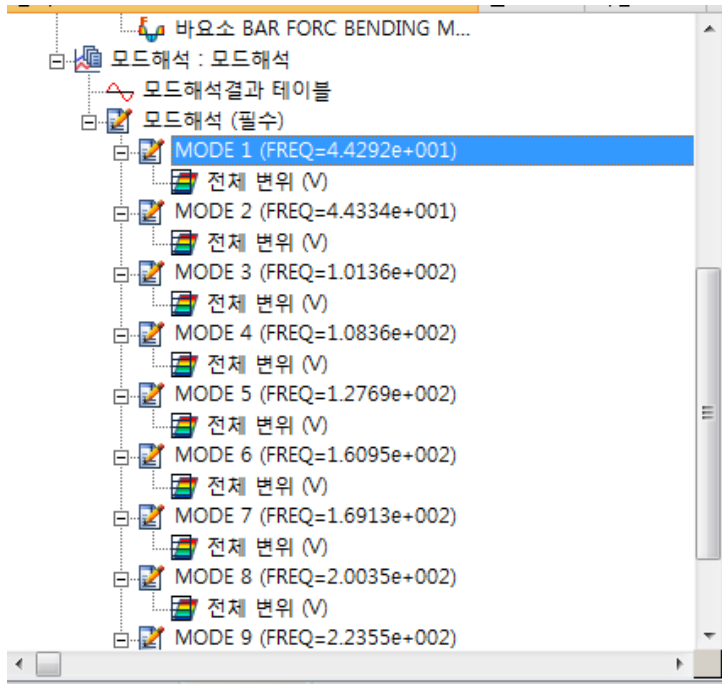 바요소 BAR FORC BENDING M...
모드해석 : 모드해석
모드해석결과 테이블
모드해석 (필수)
MODE 1 (FREQ=4.4292e+001)
전체 변위 (V)
MODE 2 (FREQ=4.4334e+001)
전체 변위 (V)
MODE 3 (FREQ=1.0136e+002)
전체 변위 (V)
MODE 4 (FREQ=1.0836e+002)
전체 변위 (V)
MODE 5 (FREQ=1.2769e+002)
전체 변위 (V)
MODE 6 (FREQ=1.6095e+002)
전체 변위 (V)
MODE 7 (FREQ=1.6913e+002)
전체 변위 (V)
MODE 8 (FREQ=2.0035e+002)
전체 변위 (V)
MODE 9 (FREQ=2.2355e+002)